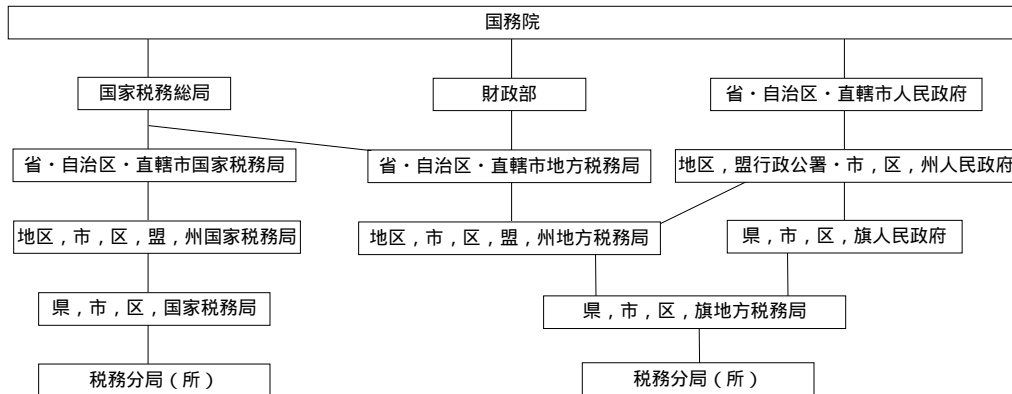 国務院
国家税務総局
財政部
省・自治区・直轄市人民政府
省・自治区・直轄市国家税務局
省・自治区・直轄市地方税務局
地区，盟行政公署・市，区，州人民政府
地区，市，区，盟，州国家税務局
地区，市，区，盟，州地方税務局
県，市，区，旗人民政府
県，市，区，国家税務局
県，市，区，旗地方税務局
税務分局（所）
税務分局（所）